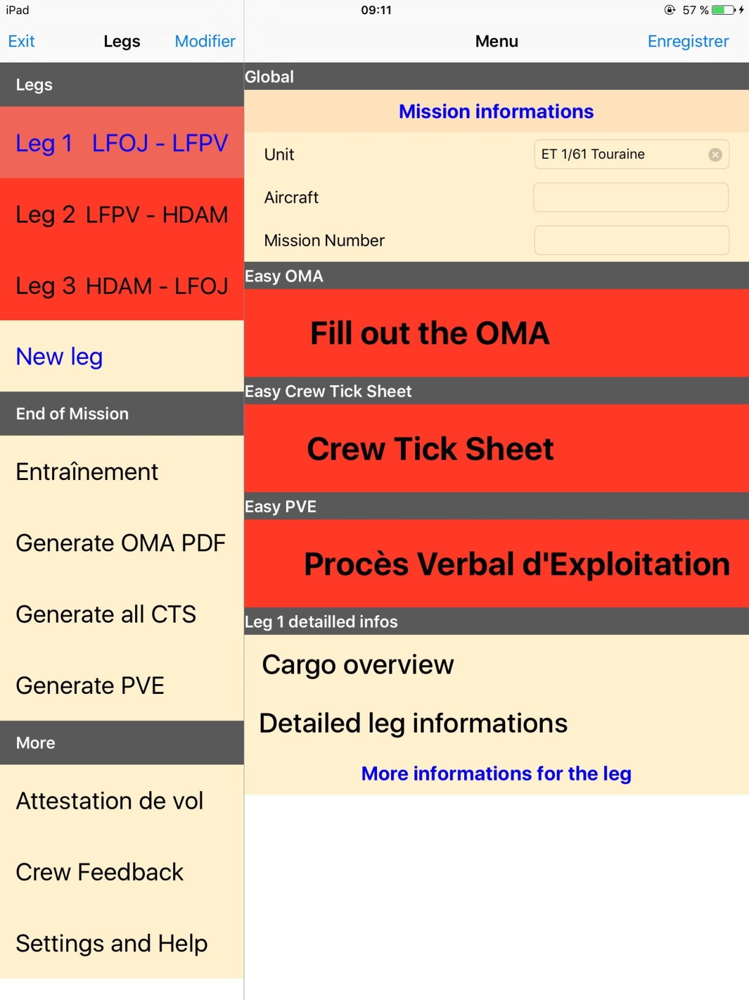 iPad
09:11
57 %
Exit
Legs
Modifier
Menu
Enregistrer
Legs
Leg 1 LFOJ - LFPV
Leg 2 LFPV - HDAM
Leg 3 HDAM - LFOJ
New leg
End of Mission
Entraînement
Generate OMA PDF
Generate all CTS
Generate PVE
More
Attestation de vol
Crew Feedback
Settings and Help
Global
Mission informations
Unit
ET 1/61 Touraine
Aircraft
Mission Number
Easy OMA
Fill out the OMA
Easy Crew Tick Sheet
Crew Tick Sheet
Easy PVE
Procès Verbal d'Exploitation
Leg 1 detailled infos
Cargo overview
Detailed leg informations
More informations for the leg